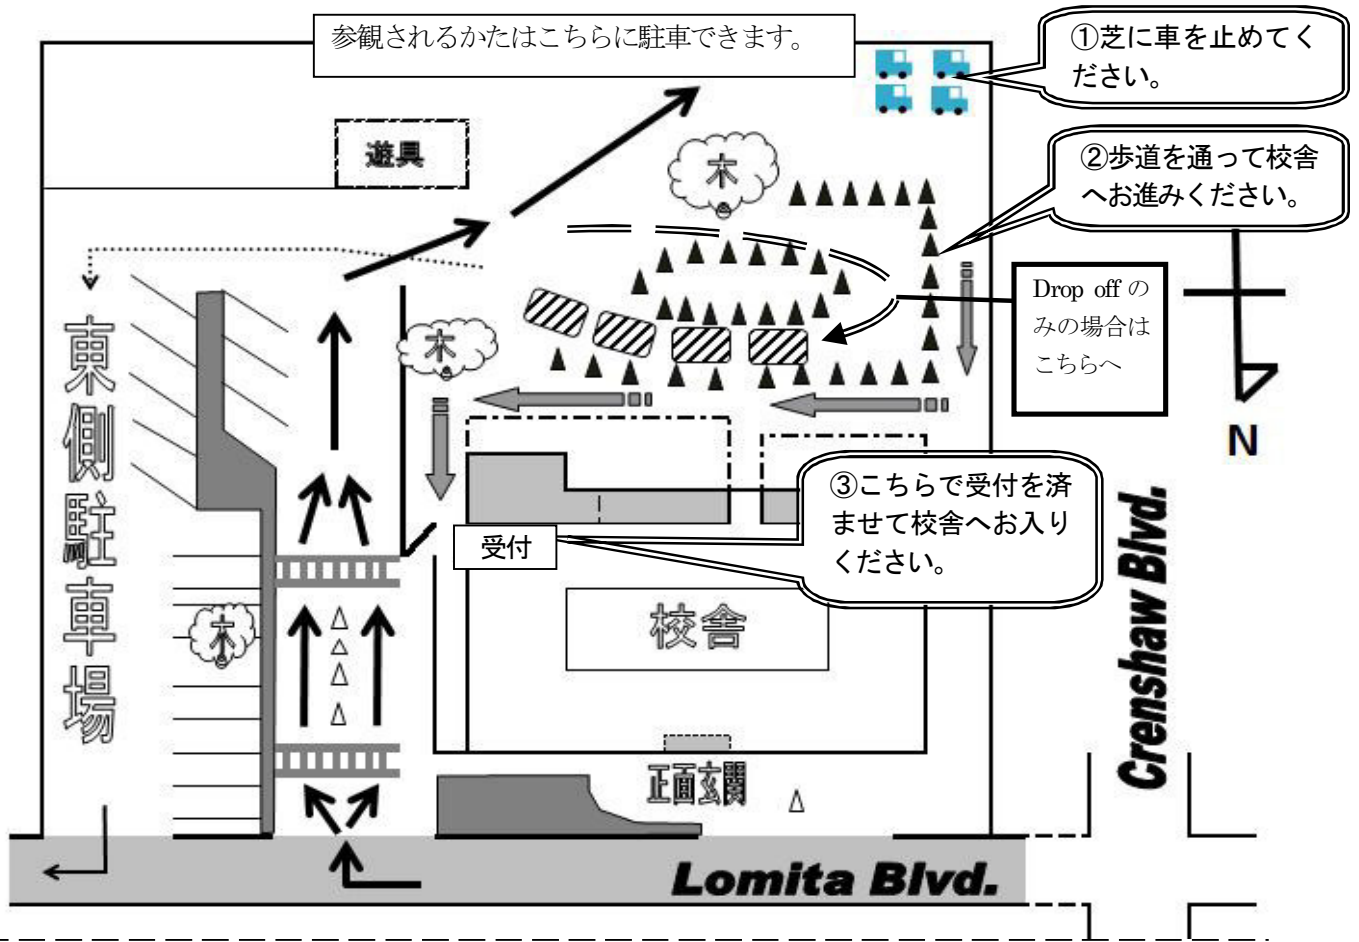 参観されるかたはこちらに駐車できます。
①芝に車を止めてく
ださい。
遊具
木
②歩道を通って校舎
へお進みください。
Drop off の
みの場合は
こちらへ
木
東側駐車場
N
③こちらで受付を済
ませて校舎へお入り
ください。
受付
木
校舎
Crenshaw Blvd.
正面玄関
Lomita Blvd.